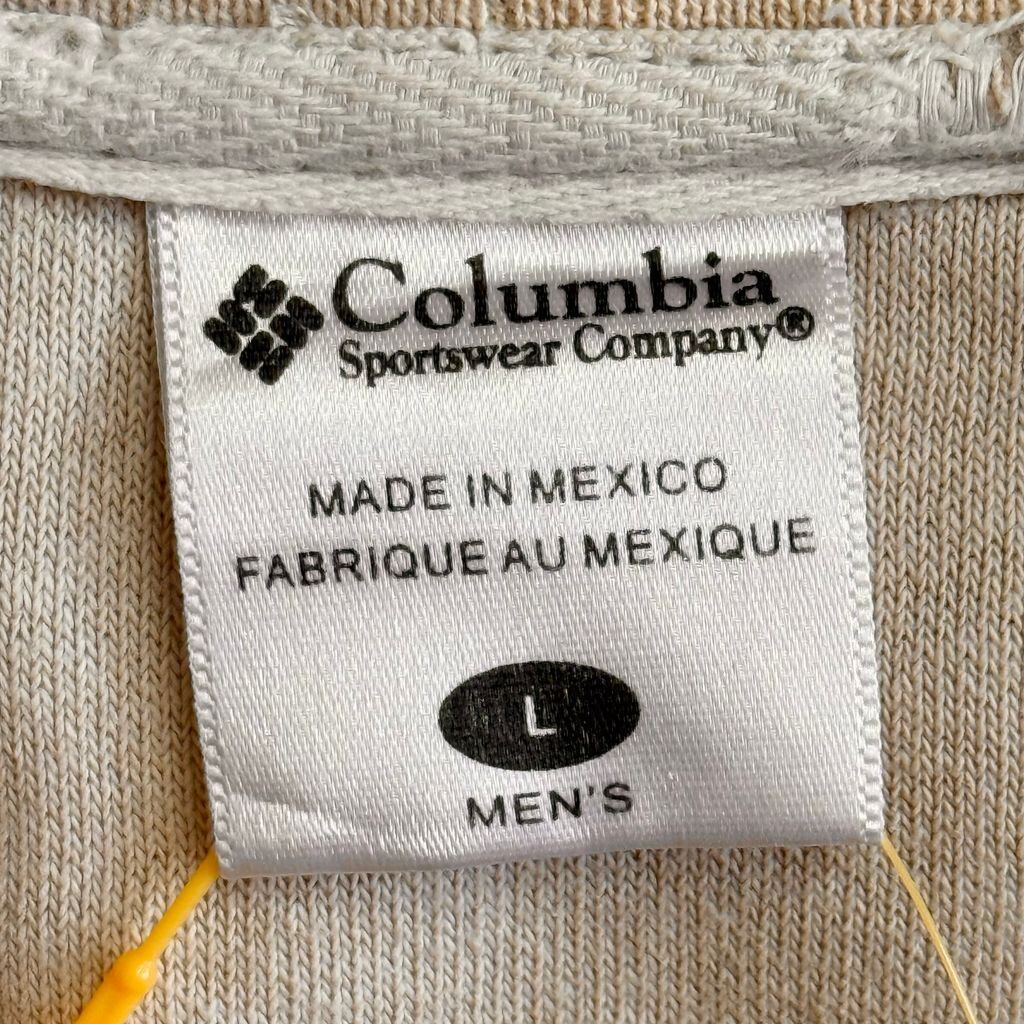 Columbia
Sportswear Company®
MADE IN MEXICO
FABRIQUE AU MEXIQUE
L
MEN'S